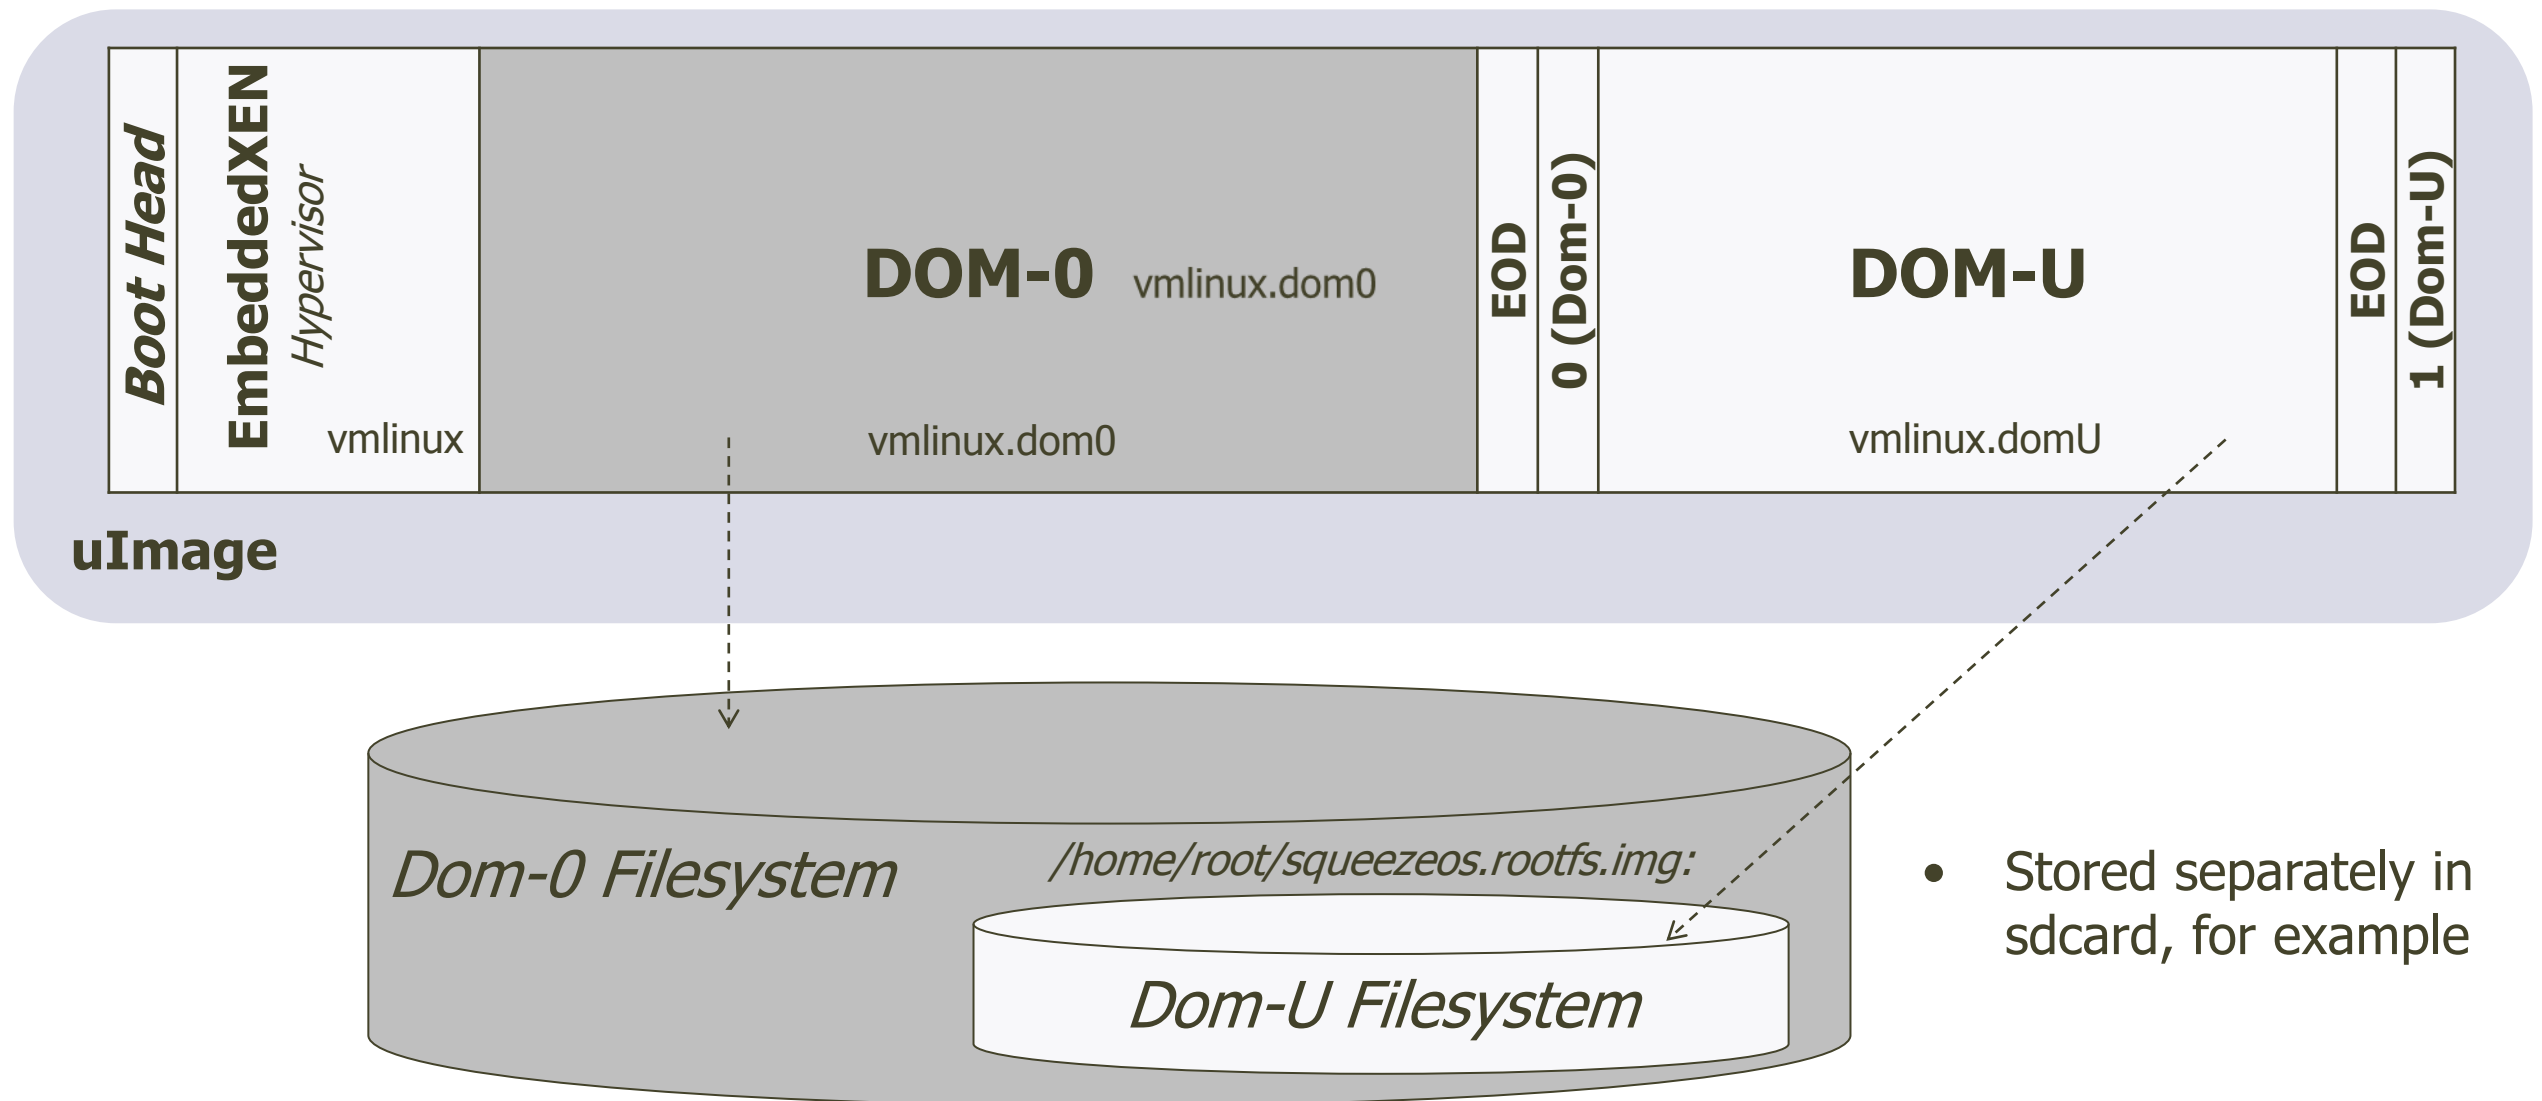 Boot Head
EmbeddedXEN
Hypervisor
vmlinux
DOM-0 vmlinux.dom0
vmlinux.dom0
EOD
0 (Dom-0)
DOM-U
vmlinux.domU
EOD
1 (Dom-U)
uImage
Dom-0 Filesystem
/home/root/squeezeos.rootfs.img:
Dom-U Filesystem
• Stored separately in
sdcard, for example